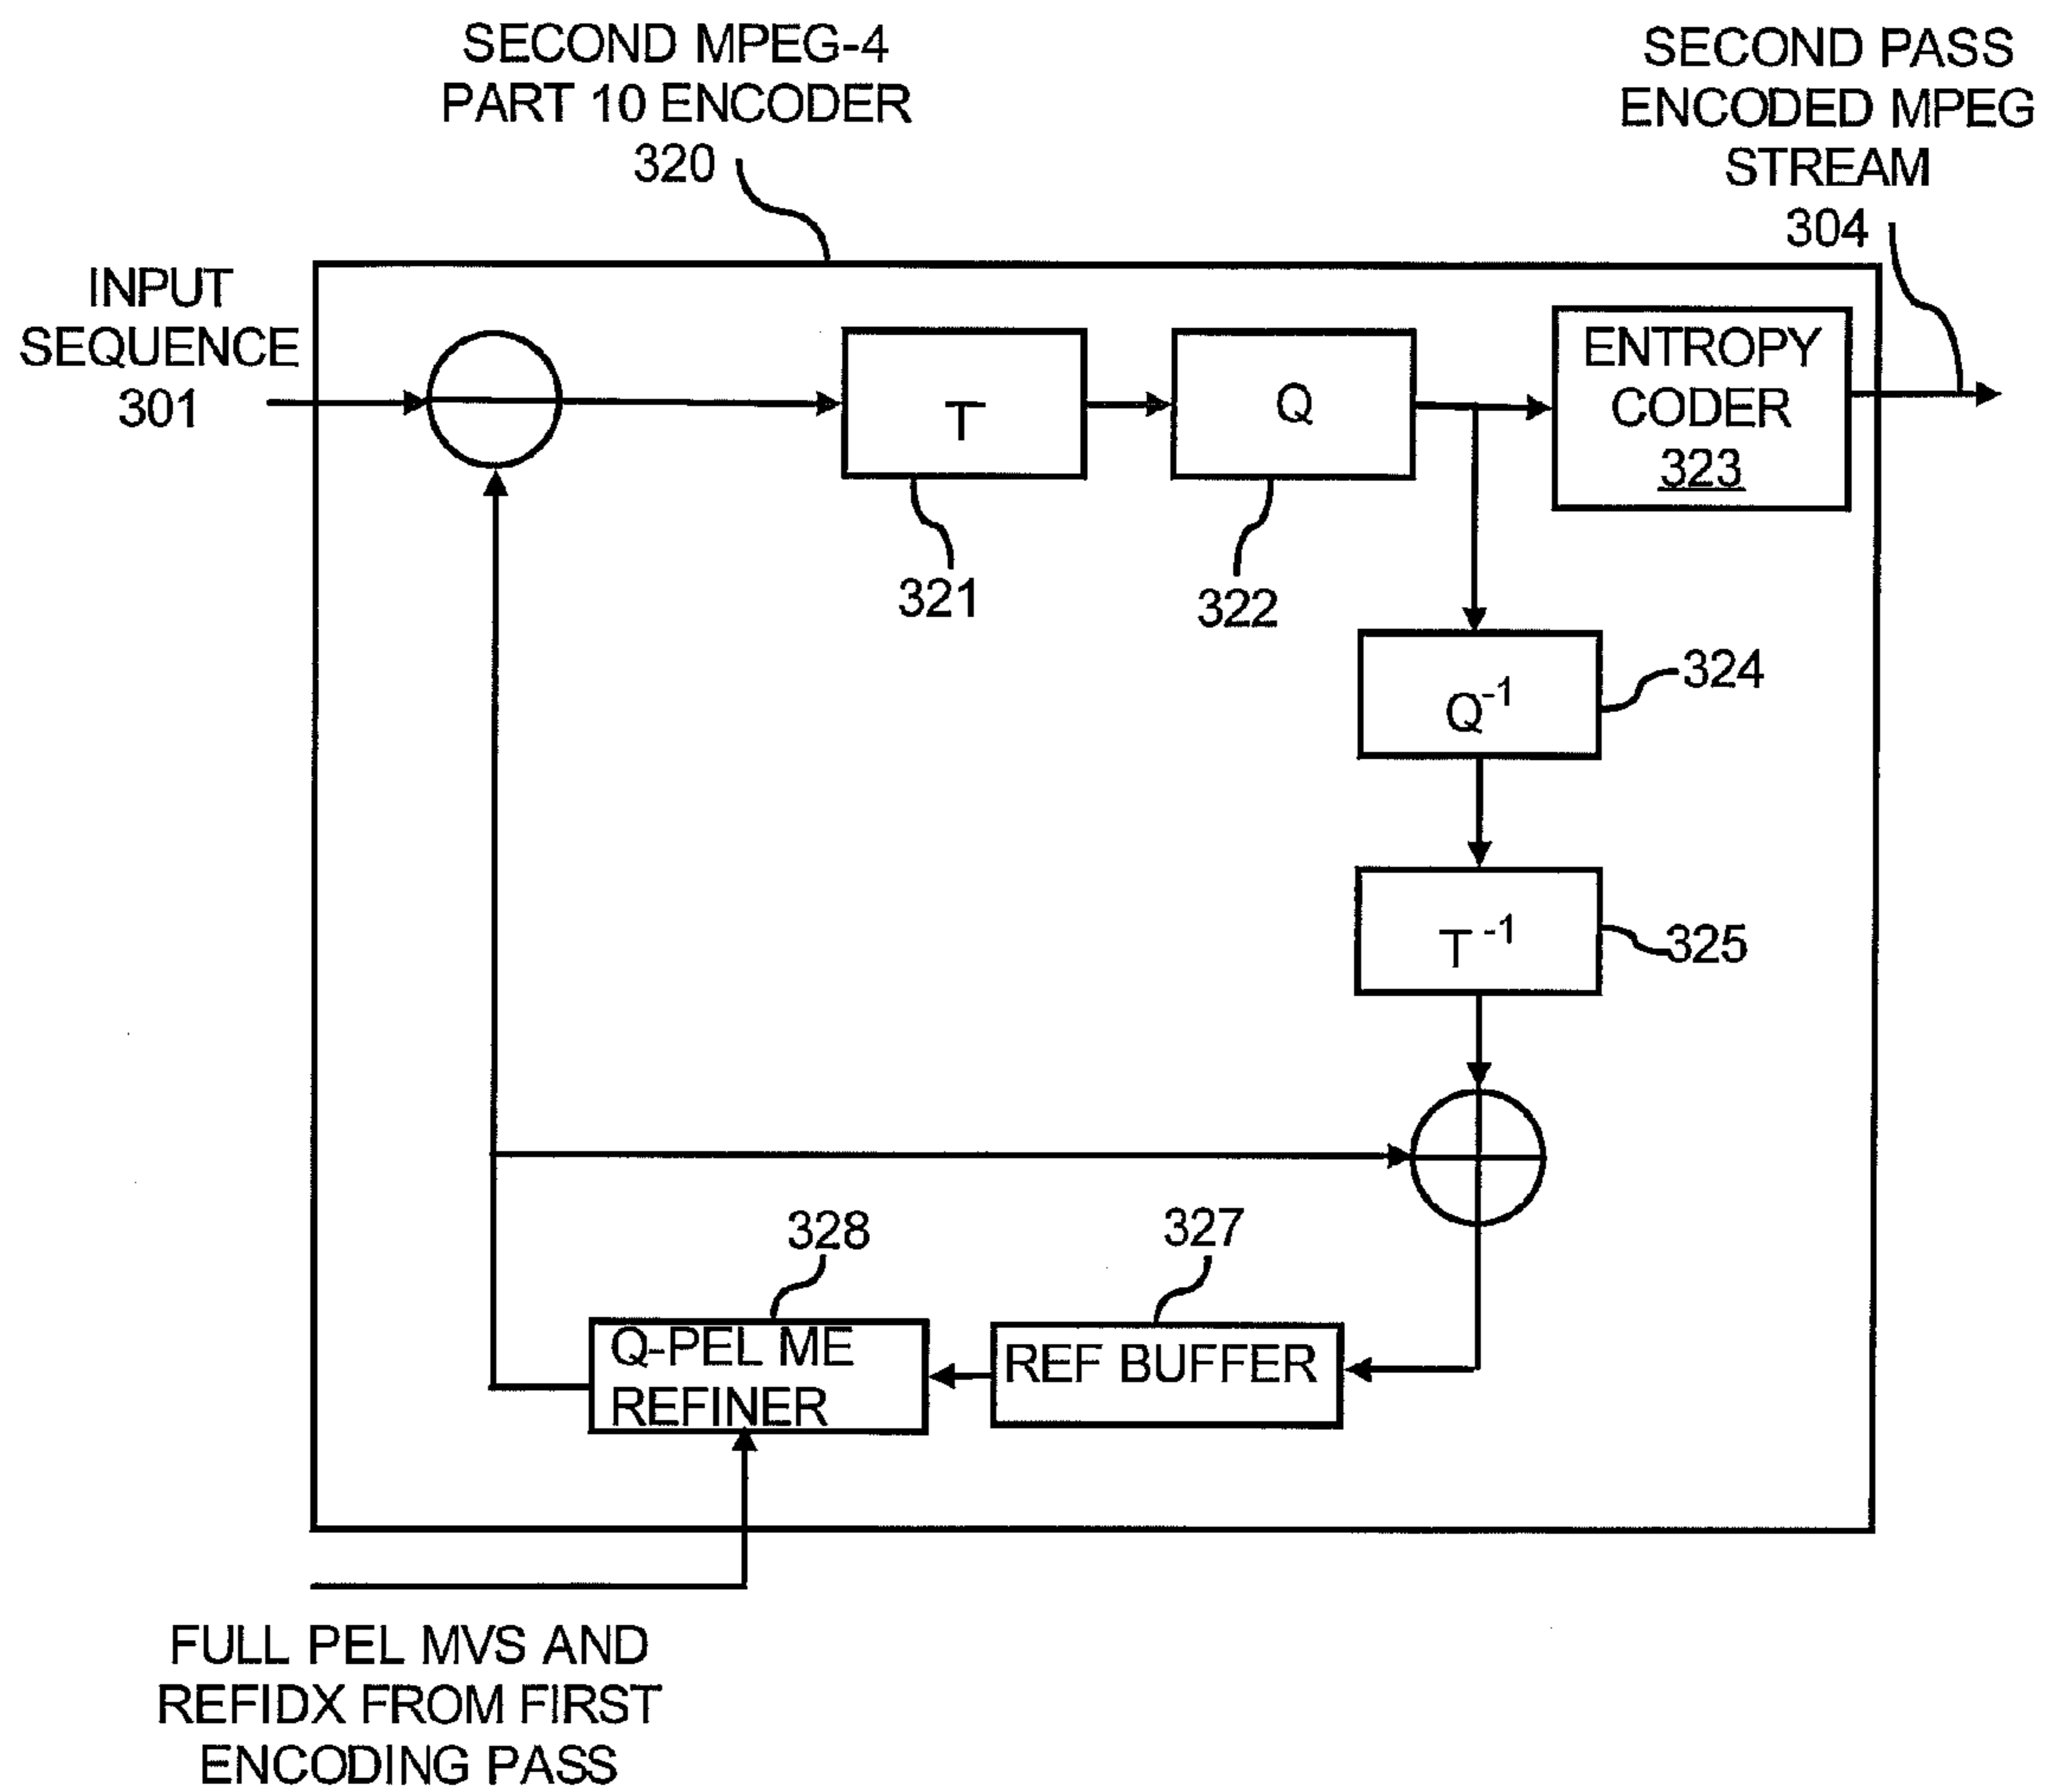 SECOND MPEG-4
PART 10 ENCODER
320
SECOND PASS
ENCODED MPEG
STREAM
304
INPUT
SEQUENCE
301
T
321
Q
322
ENTROPY
CODER
323
Q-1
324
T-1
325
328
Q-PEL ME
REFINER
327
REF BUFFER
FULL PEL MVS AND
REFIDX FROM FIRST
ENCODING PASS